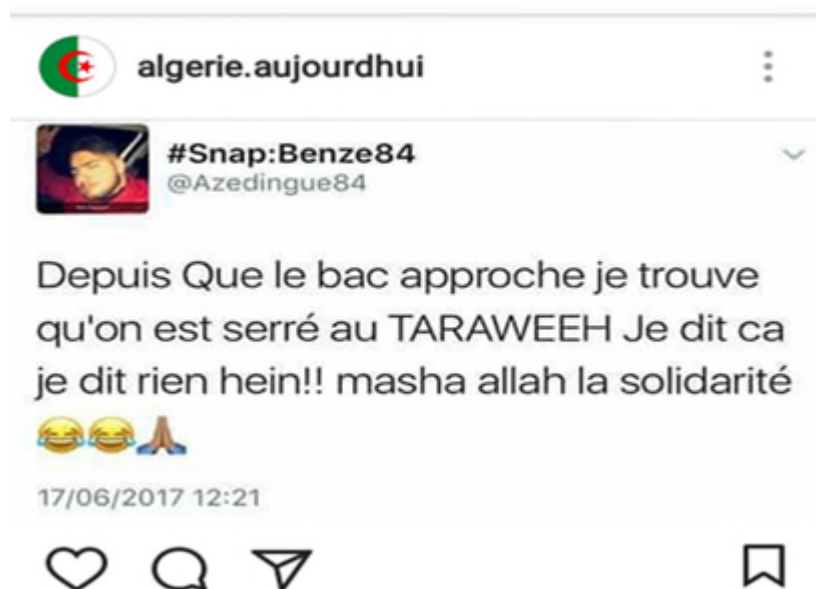 algerie.aujourdhui
#Snap:Benze84
@Azedingue84
Depuis Que le bac approche je trouve
qu'on est serré au TARAWEEH Je dit ca
je dit rien hein!! masha allah la solidarité
😂😂🙏🏽
17/06/2017 12:21